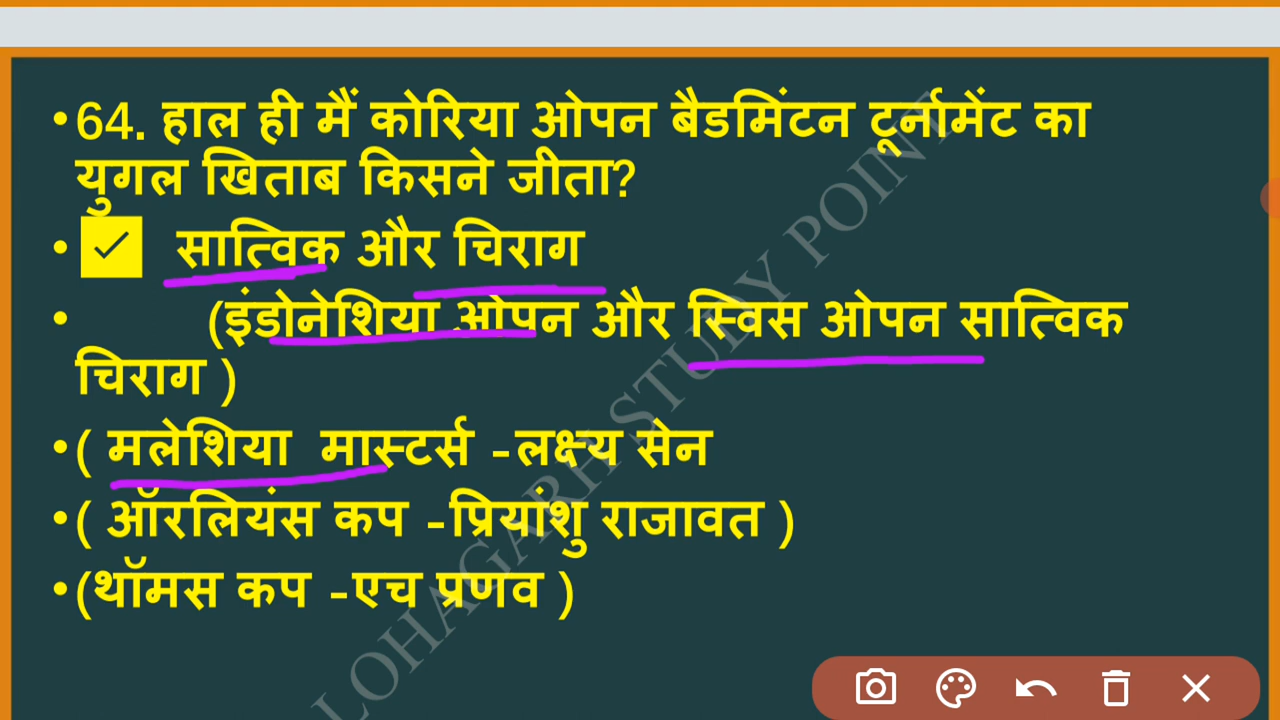 •64. हाल ही मैं कोरिया ओपन बैडमिंटन टूर्नामेंट का
युगल खिताब किसने जीता?
• ✓ सात्विक और चिराग
• (इंडोनेशिया ओपन और स्विस ओपन सात्विक
चिराग )
•( मलेशिया मास्टर्स -लक्ष्य सेन
•( ऑरलियंस कप -प्रियांशु राजावत )
•(थॉमस कप -एच प्रणव )
LOHAGARH STUDY POINT